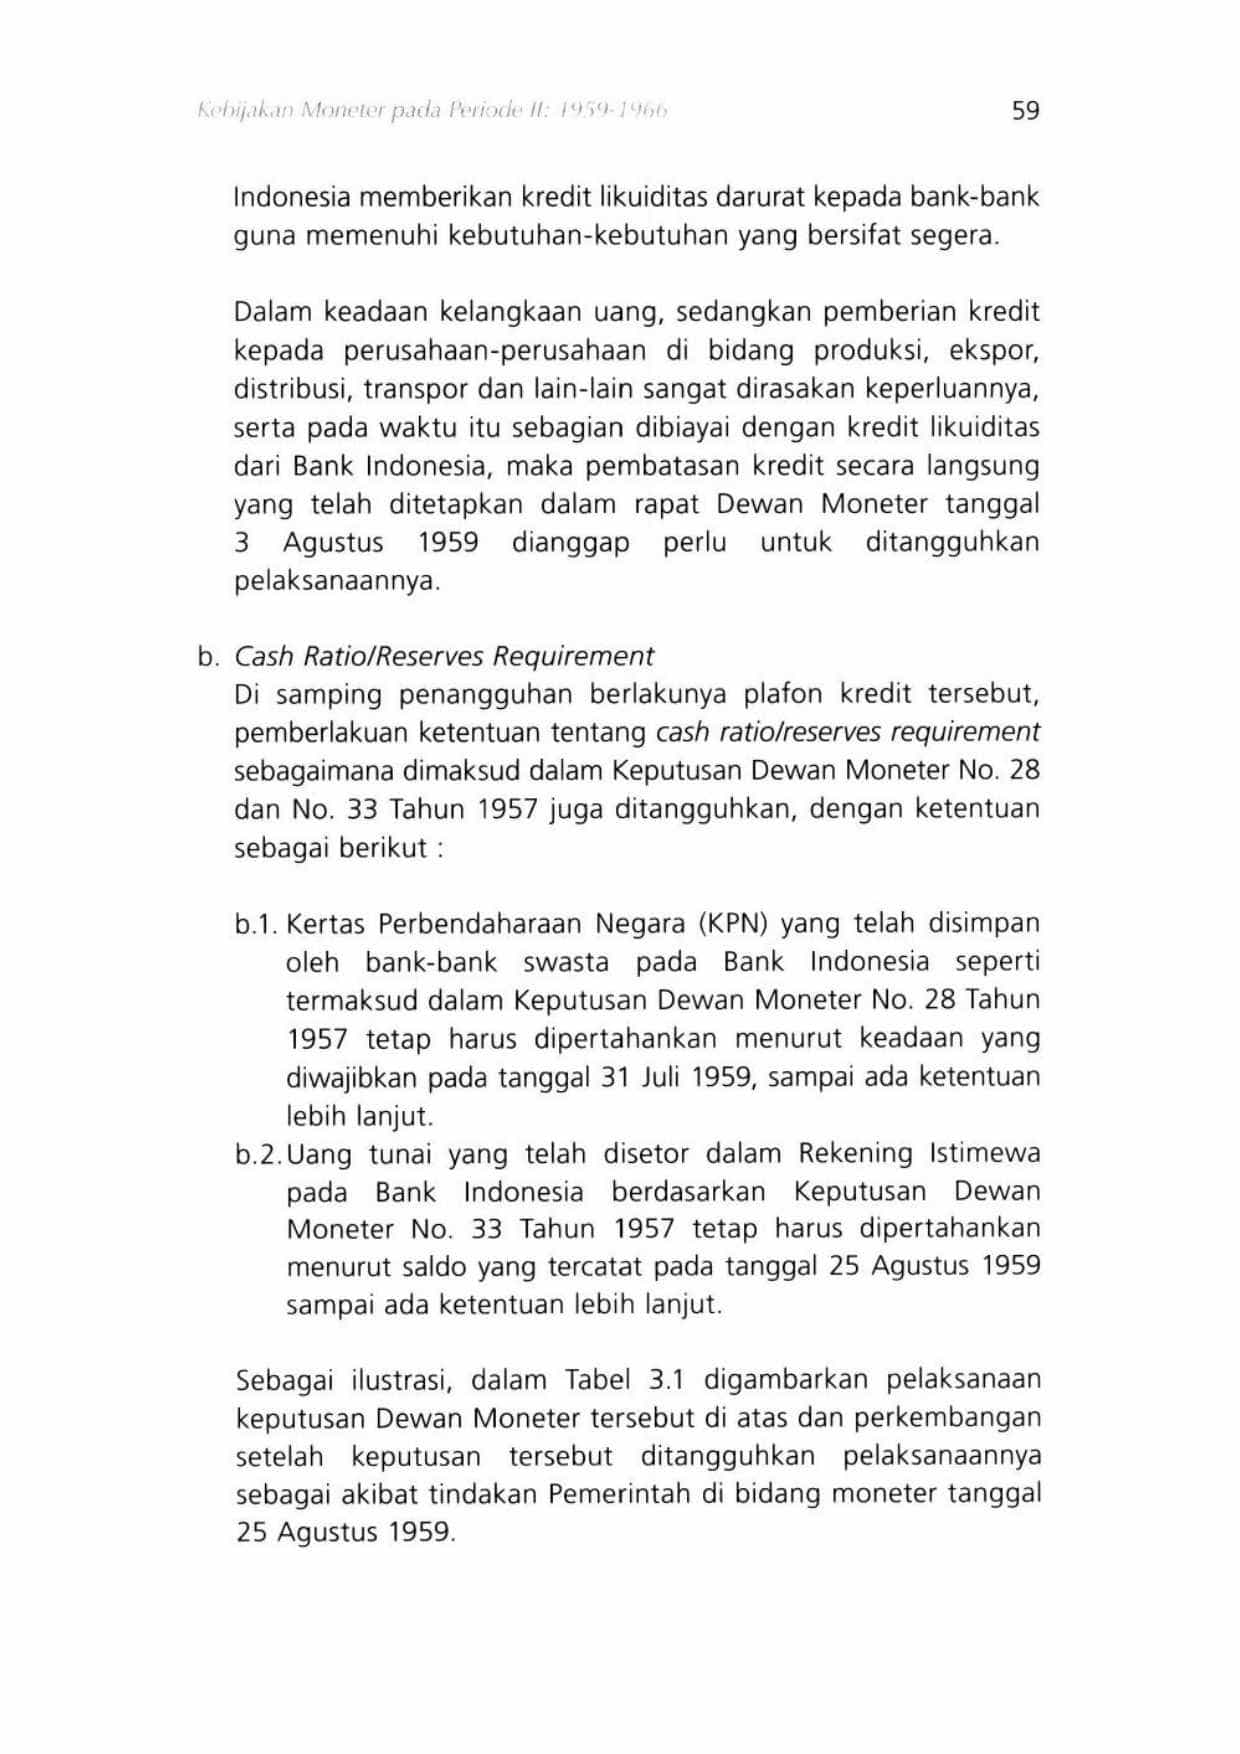 Kebijakan Moneter pada Periode II: 1959-1966 59
Indonesia memberikan kredit likuiditas darurat kepada bank-bank
guna memenuhi kebutuhan-kebutuhan yang bersifat segera.
Dalam keadaan kelangkaan uang, sedangkan pemberian kredit
kepada perusahaan-perusahaan di bidang produksi, ekspor,
distribusi, transpor dan lain-lain sangat dirasakan keperluannya,
serta pada waktu itu sebagian dibiayai dengan kredit likuiditas
dari Bank Indonesia, maka pembatasan kredit secara langsung
yang telah ditetapkan dalam rapat Dewan Moneter tanggal
3 Agustus 1959 dianggap perlu untuk ditangguhkan
pelaksanaannya.
b. Cash Ratio/Reserves Requirement
Di samping penangguhan berlakunya plafon kredit tersebut,
pemberlakuan ketentuan tentang cash ratio/reserves requirement
sebagaimana dimaksud dalam Keputusan Dewan Moneter No. 28
dan No. 33 Tahun 1957 juga ditangguhkan, dengan ketentuan
sebagai berikut :
b.1. Kertas Perbendaharaan Negara (KPN) yang telah disimpan
oleh bank-bank swasta pada Bank Indonesia seperti
termaksud dalam Keputusan Dewan Moneter No. 28 Tahun
1957 tetap harus dipertahankan menurut keadaan yang
diwajibkan pada tanggal 31 Juli 1959, sampai ada ketentuan
lebih lanjut.
b.2. Uang tunai yang telah disetor dalam Rekening Istimewa
pada Bank Indonesia berdasarkan Keputusan Dewan
Moneter No. 33 Tahun 1957 tetap harus dipertahankan
menurut saldo yang tercatat pada tanggal 25 Agustus 1959
sampai ada ketentuan lebih lanjut.
Sebagai ilustrasi, dalam Tabel 3.1 digambarkan pelaksanaan
keputusan Dewan Moneter tersebut di atas dan perkembangan
setelah keputusan tersebut ditangguhkan pelaksanaannya
sebagai akibat tindakan Pemerintah di bidang moneter tanggal
25 Agustus 1959.